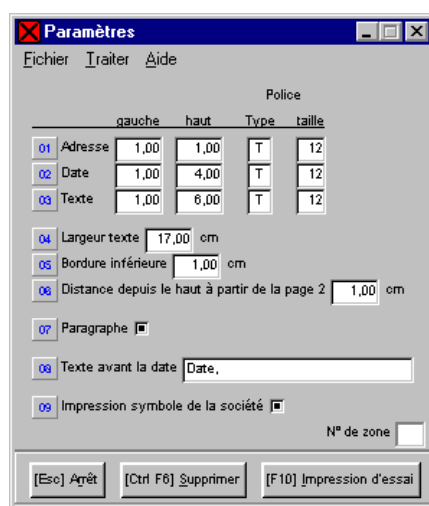 Paramètres
Fichier Traiter Aide
Police
gauche haut Type taille
01 Adresse 1,00 1,00 T 12
02 Date 1,00 4,00 T 12
03 Texte 1,00 6,00 T 12
04 Largeur texte 17,00 cm
05 Bordure inférieure 1,00 cm
06 Distance depuis le haut à partir de la page 2 1,00 cm
07 Paragraphe
08 Texte avant la date Date,
09 Impression symbole de la société
N° de zone
[Esc] Arrêt [Ctrl F6] Supprimer [F10] Impression d'essai